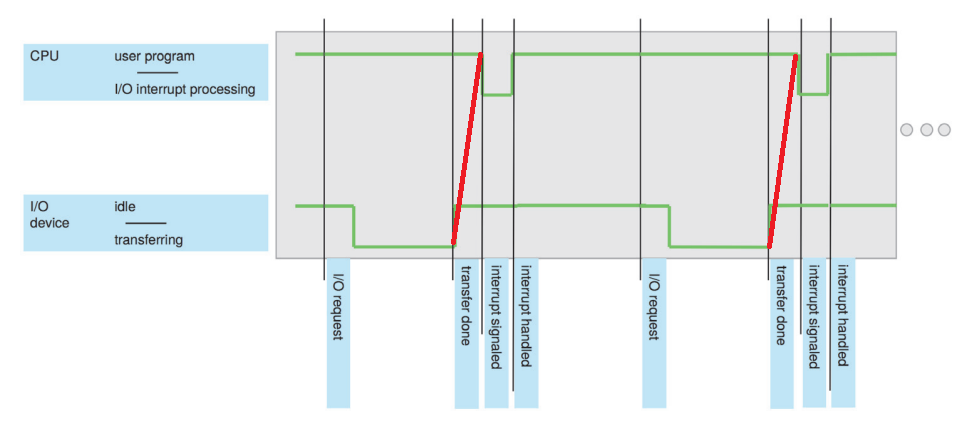 CPU
user program
I/O interrupt processing
I/O
device
idle
transferring
I/O request
transfer done
interrupt signaled
interrupt handled
I/O request
transfer done
interrupt signaled
interrupt handled